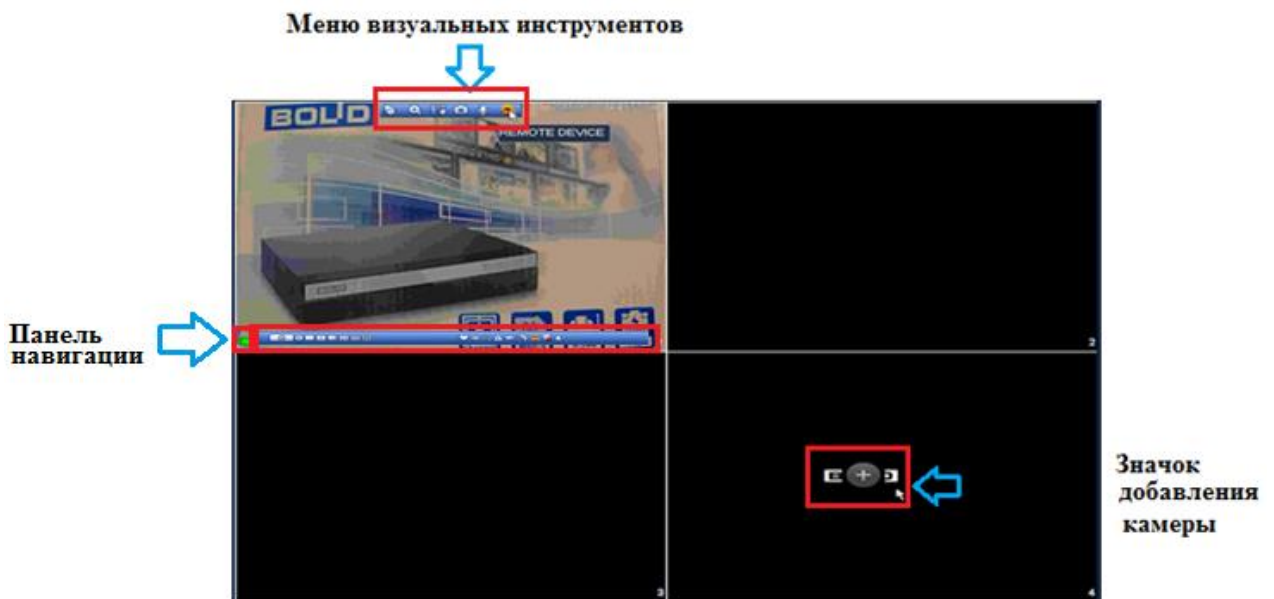 Меню визуальных инструментов
BOLID
REMOTE DEVICE
Панель
навигации
2
Значок
добавления
камеры
3
4